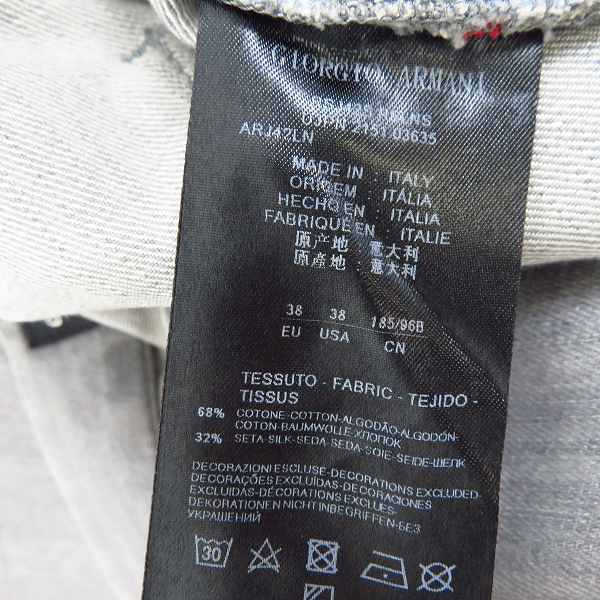 GIORGIO ARMANI
ARJ42LN
MADE IN : ITALY
ORIGEM : ITÁLIA
HECHO EN : ITALIA
FABRIQUÉ EN : ITALIE
原产地 : 意大利
原產地 : 意大利
38 38 185/96B
EU USA CN
TESSUTO - FABRIC - TEJIDO -
TISSUS
68% COTONE-COTTON-ALGODÃO-ALGODÓN-
COTON-BAUMWOLLE-ХЛОПОК
32% SETA-SILK-SEDA-SEDA-SOIE-SEIDE-ШЕЛК
DECORAZIONI ESCLUSE-DECORATIONS EXCLUDED-
DECORAÇÕES EXCLUÍDAS-DECORACIONES
EXCLUIDAS-DÉCORATIONS EXCLUES-
DEKORATIONEN NICHT INBEGRIFFEN-БЕЗ
УКРАШЕНИЙ
30